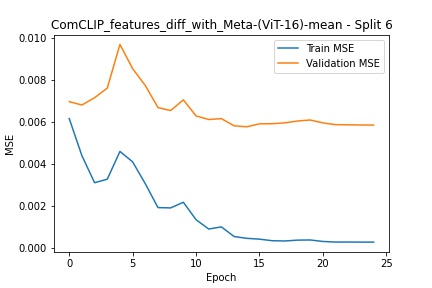 ComCLIP_features_diff_with_Meta-(ViT-16)-mean - Split 6
0.010
0.008
0.006
0.004
0.002
0.000
MSE
Train MSE
Validation MSE
0 5 10 15 20 25
Epoch